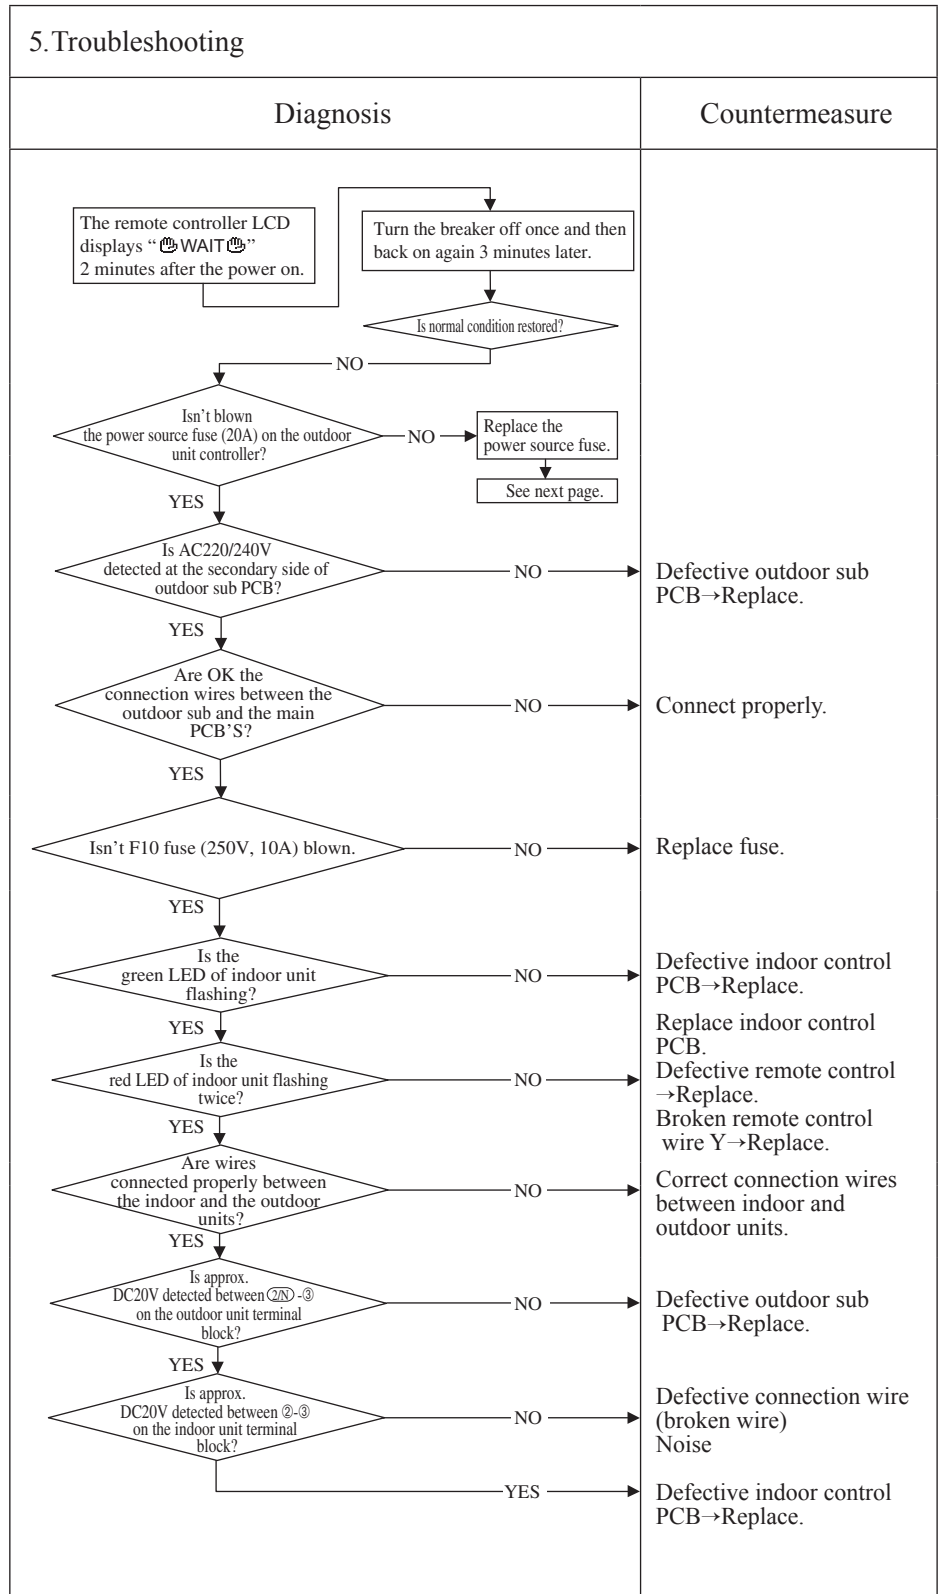 5.Troubleshooting
Diagnosis
Countermeasure
The remote controller LCD
displays “ WAIT ”
2 minutes after the power on.
Turn the breaker off once and then
back on again 3 minutes later.
Is normal condition restored?
NO
Isn’t blown
the power source fuse (20A) on the outdoor
unit controller?
NO
Replace the
power source fuse.
See next page.
YES
Is AC220/240V
detected at the secondary side of
outdoor sub PCB?
NO
Defective outdoor sub
PCB→Replace.
YES
Are OK the
connection wires between the
outdoor sub and the main
PCB’S?
NO
Connect properly.
YES
Isn’t F10 fuse (250V, 10A) blown.
NO
Replace fuse.
YES
Is the
green LED of indoor unit
flashing?
NO
Defective indoor control
PCB→Replace.
YES
Is the
red LED of indoor unit flashing
twice?
NO
Replace indoor control
PCB.
Defective remote control
→Replace.
Broken remote control
wire Y→Replace.
YES
Are wires
connected properly between
the indoor and the outdoor
units?
NO
Correct connection wires
between indoor and
outdoor units.
YES
Is approx.
DC20V detected between 2/N -③
on the outdoor unit terminal
block?
NO
Defective outdoor sub
PCB→Replace.
YES
Is approx.
DC20V detected between ②-③
on the indoor unit terminal
block?
NO
Defective connection wire
(broken wire)
Noise
YES
Defective indoor control
PCB→Replace.